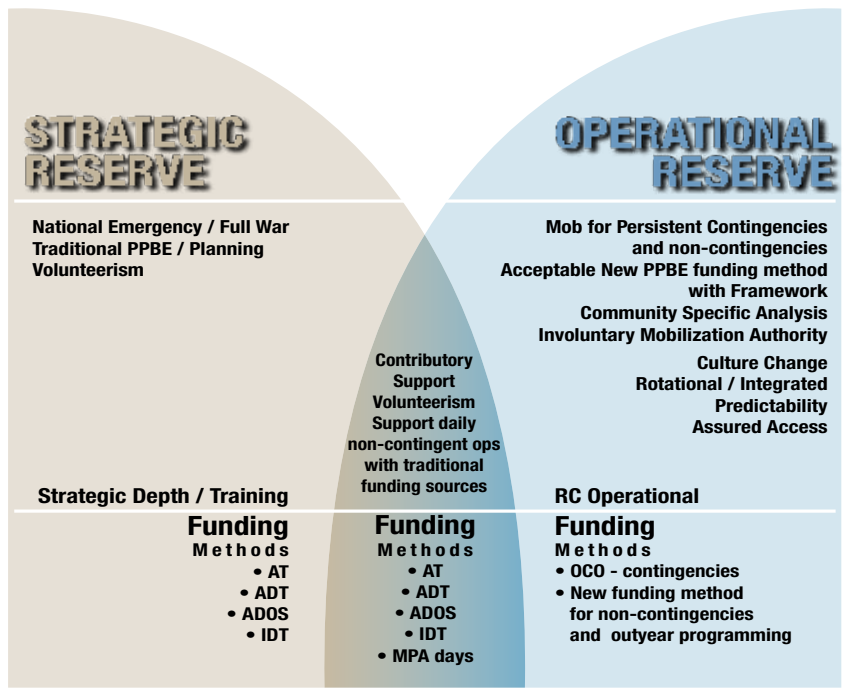 STRATEGIC
RESERVE
National Emergency / Full War
Traditional PPBE / Planning
Volunteerism
OPERATIONAL
RESERVE
Mob for Persistent Contingencies
and non-contingencies
Acceptable New PPBE funding method
with Framework
Community Specific Analysis
Involuntary Mobilization Authority
Culture Change
Rotational / Integrated
Predictability
Assured Access
Contributory
Support
Volunteerism
Support daily
non-contingent ops
with traditional
funding sources
Strategic Depth / Training
Funding
Methods
• AT
• ADT
• ADOS
• IDT
Funding
Methods
• AT
• ADT
• ADOS
• IDT
• MPA days
RC Operational
Funding
Methods
• OCO - contingencies
• New funding method
for non-contingencies
and outyear programming